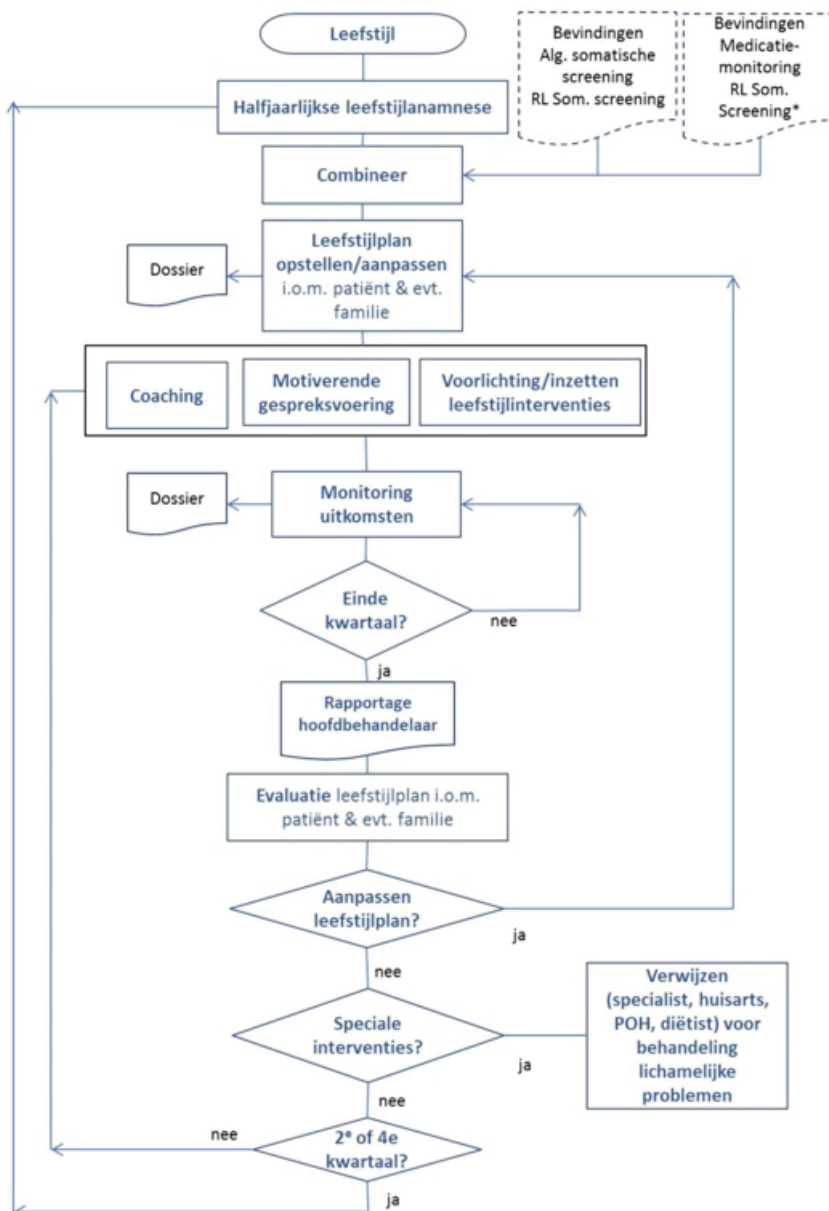 Leefstijl
Bevindingen
Alg. somatische
screening
RL Som. screening
Bevindingen
Medicatie-
monitoring
RL Som.
Screening*
Halfjaarlijkse leefstijlanamnese
Combineer
Leefstijlplan
opstellen/aanpassen
i.o.m. patiënt & evt.
familie
Dossier
Coaching
Motiverende
gespreksvoering
Voorlichting/inzetten
leefstijlinterventies
Dossier
Monitoring
uitkomsten
Einde
kwartaal?
nee
ja
Rapportage
hoofdbehandelaar
Evaluatie leefstijlplan i.o.m.
patiënt & evt. familie
Aanpassen
leefstijlplan?
ja
nee
Speciale
interventies?
ja
Verwijzen
(specialist, huisarts,
POH, diëtist) voor
behandeling
lichamelijke
problemen
nee
nee
2ᵉ of 4e
kwartaal?
ja